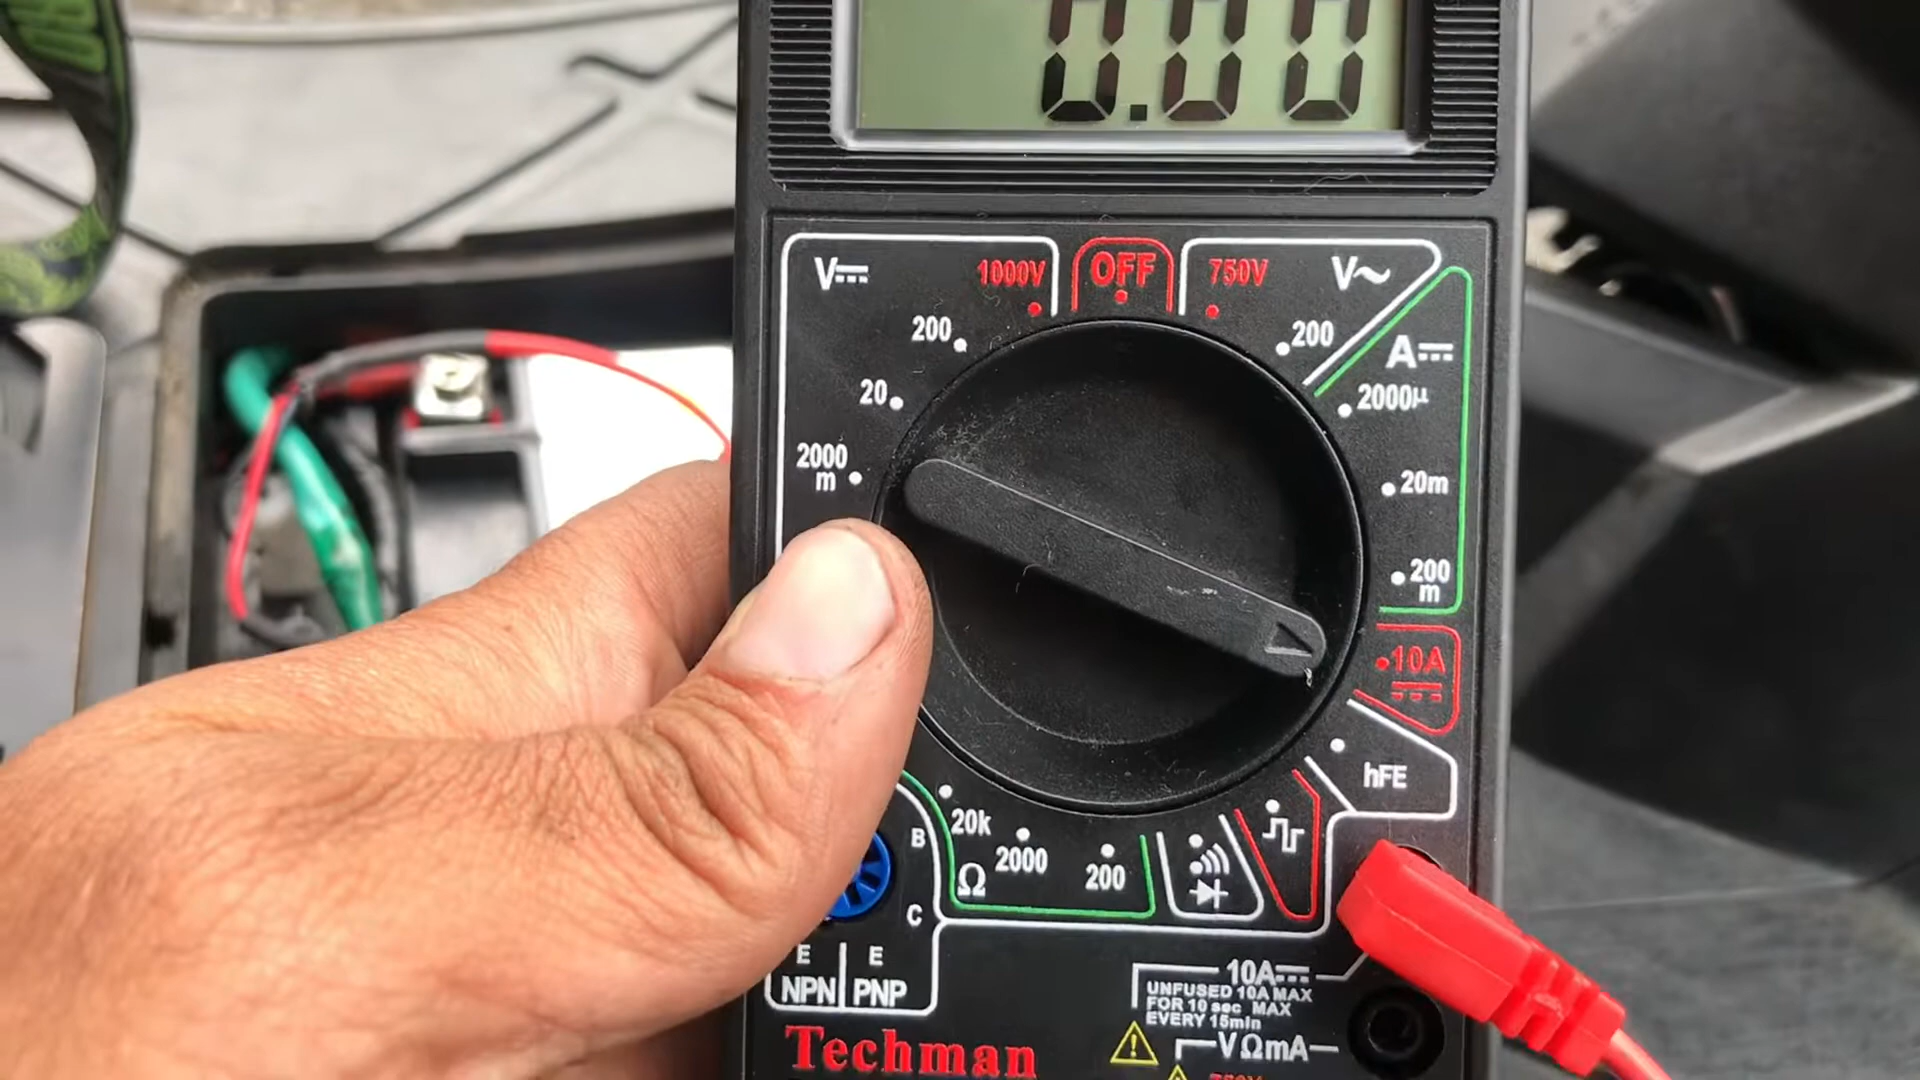 0.00
V⎓ 1000V OFF 750V V~
200 200
A⎓
20 2000µ
2000
m
20m
200
m
10A
hFE
20k
B
2000
200
Ω
C
E E
NPN PNP
10A⎓
UNFUSED 10A MAX
FOR 10 sec MAX
EVERY 15min
Techman
VΩmA
750V